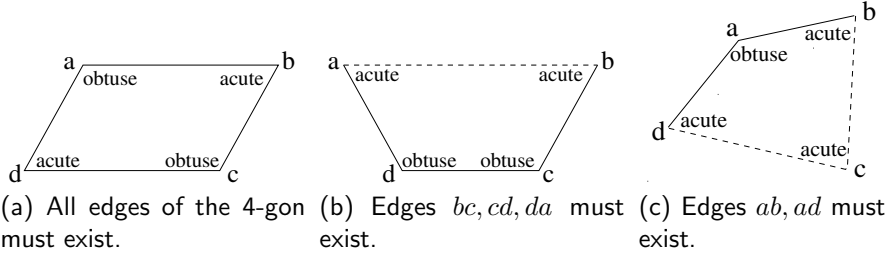 a
b
obtuse
acute
acute
obtuse
d
c
a
b
acute
acute
obtuse
obtuse
d
c
a
b
acute
obtuse
acute
acute
d
c
(a) All edges of the 4-gon
must exist.
(b) Edges bc, cd, da must
exist.
(c) Edges ab, ad must
exist.